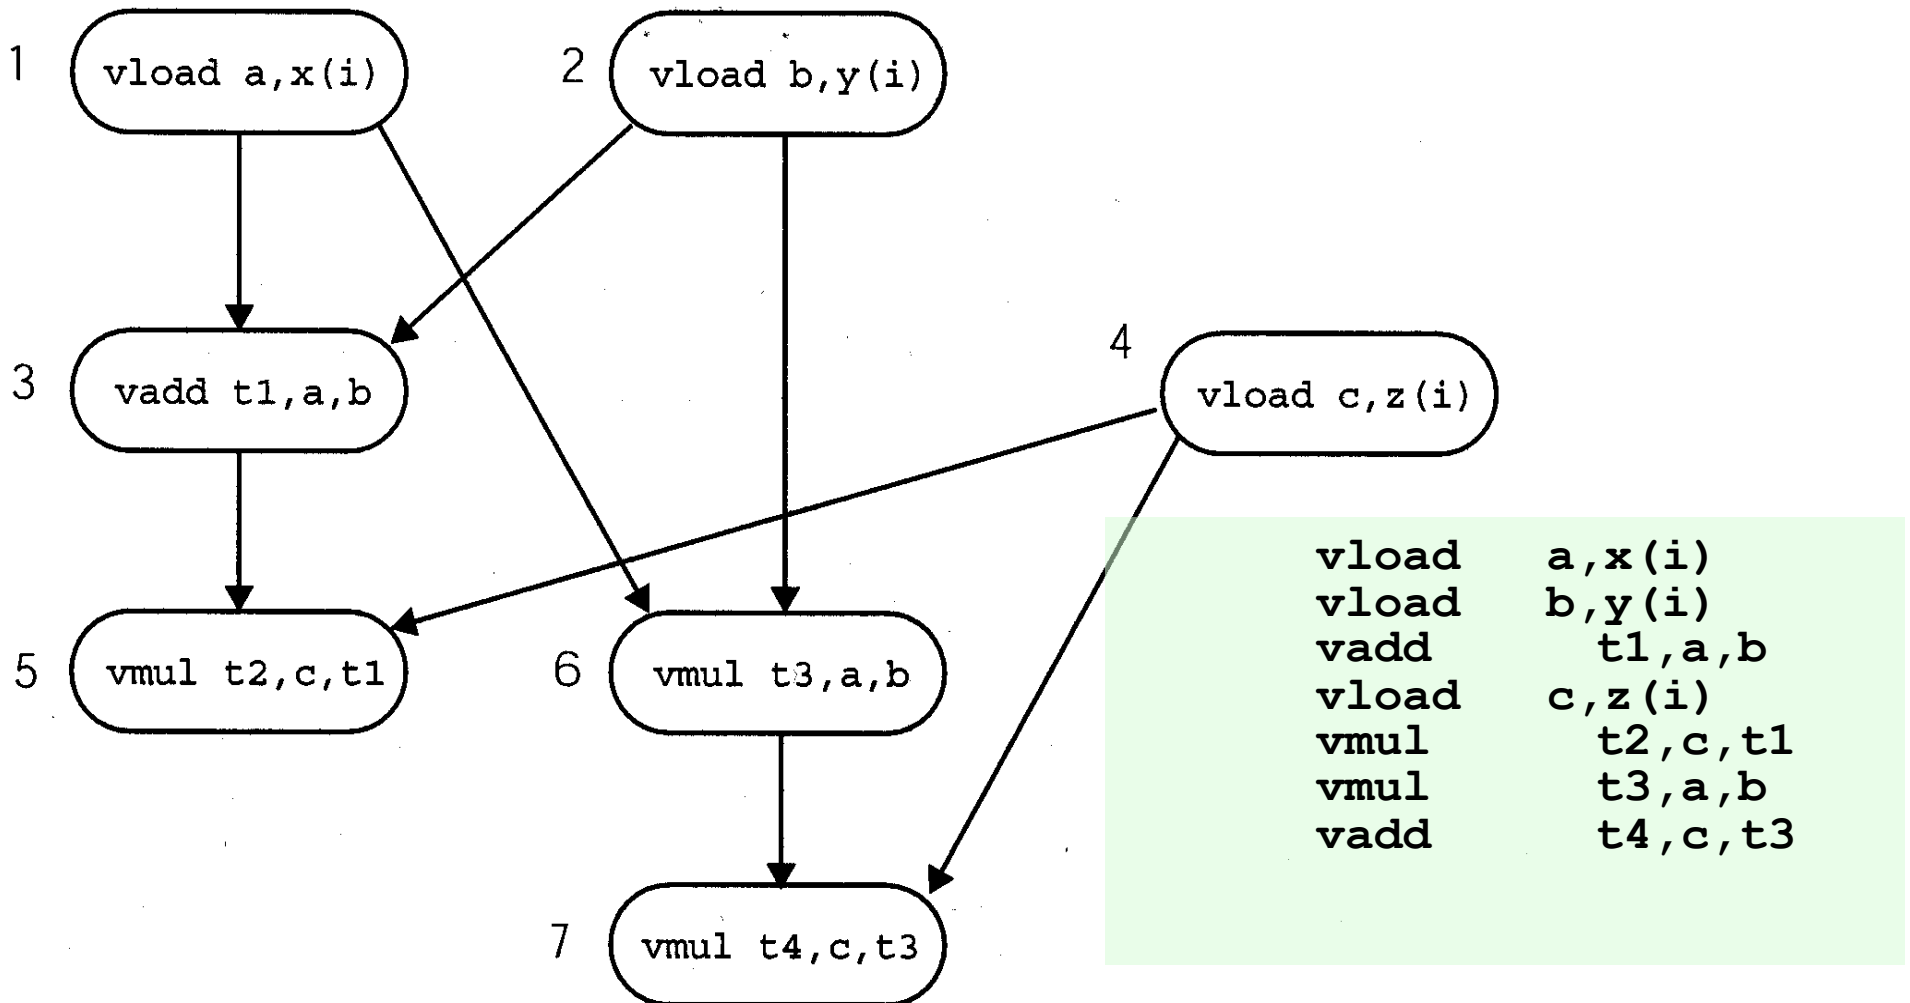 1 vload a,x(i)
2 vload b,y(i)
3 vadd t1,a,b
4 vload c,z(i)
5 vmul t2,c,t1
6 vmul t3,a,b
7 vmul t4,c,t3
vload a,x(i)
vload b,y(i)
vadd t1,a,b
vload c,z(i)
vmul t2,c,t1
vmul t3,a,b
vadd t4,c,t3